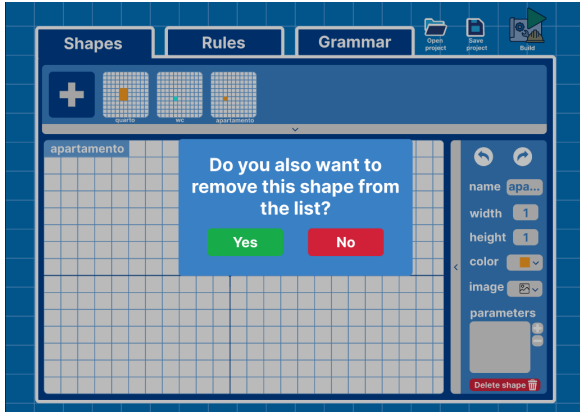 Shapes
Rules
Grammar
Open project
Save project
Build
quarto
wc
apartamento
apartamento
Do you also want to
remove this shape from
the list?
Yes
No
name apa...
width 1
height 1
color
image
parameters
Delete shape